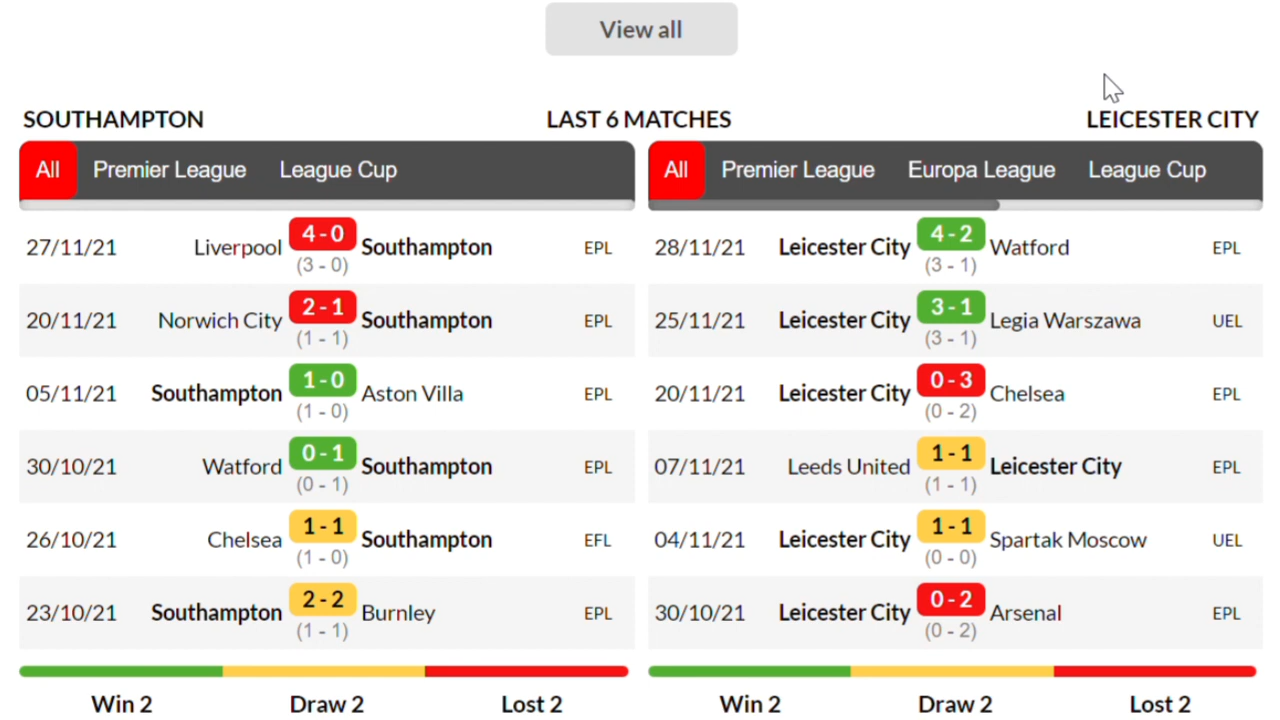 View all
SOUTHAMPTON LAST 6 MATCHES LEICESTER CITY
All Premier League League Cup
27/11/21 Liverpool 4 - 0 Southampton EPL
(3 - 0)
20/11/21 Norwich City 2 - 1 Southampton EPL
(1 - 1)
05/11/21 Southampton 1 - 0 Aston Villa EPL
(1 - 0)
30/10/21 Watford 0 - 1 Southampton EPL
(0 - 1)
26/10/21 Chelsea 1 - 1 Southampton EFL
(1 - 0)
23/10/21 Southampton 2 - 2 Burnley EPL
(1 - 1)
Win 2 Draw 2 Lost 2
All Premier League Europa League League Cup
28/11/21 Leicester City 4 - 2 Watford EPL
(3 - 1)
25/11/21 Leicester City 3 - 1 Legia Warszawa UEL
(3 - 1)
20/11/21 Leicester City 0 - 3 Chelsea EPL
(0 - 2)
07/11/21 Leeds United 1 - 1 Leicester City EPL
(1 - 1)
04/11/21 Leicester City 1 - 1 Spartak Moscow UEL
(0 - 0)
30/10/21 Leicester City 0 - 2 Arsenal EPL
(0 - 2)
Win 2 Draw 2 Lost 2